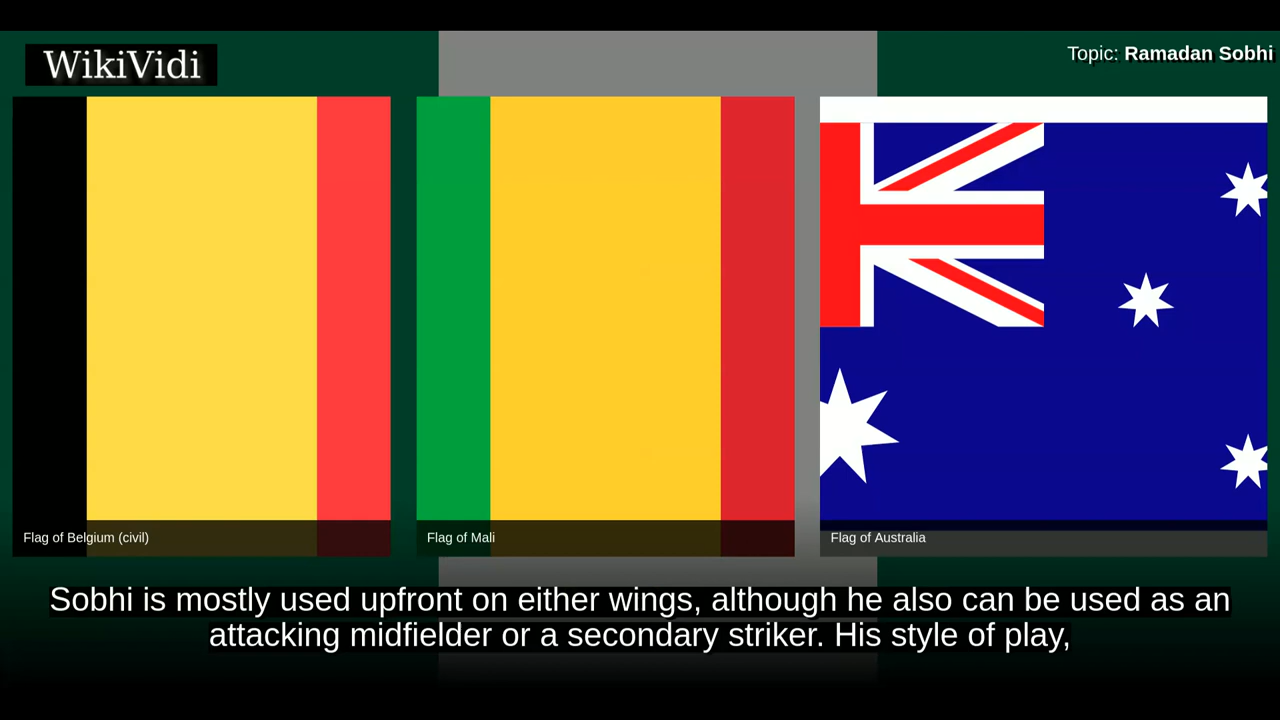 WikiVidi
Topic: Ramadan Sobhi
Flag of Belgium (civil)
Flag of Mali
Flag of Australia
Sobhi is mostly used upfront on either wings, although he also can be used as an
attacking midfielder or a secondary striker. His style of play,